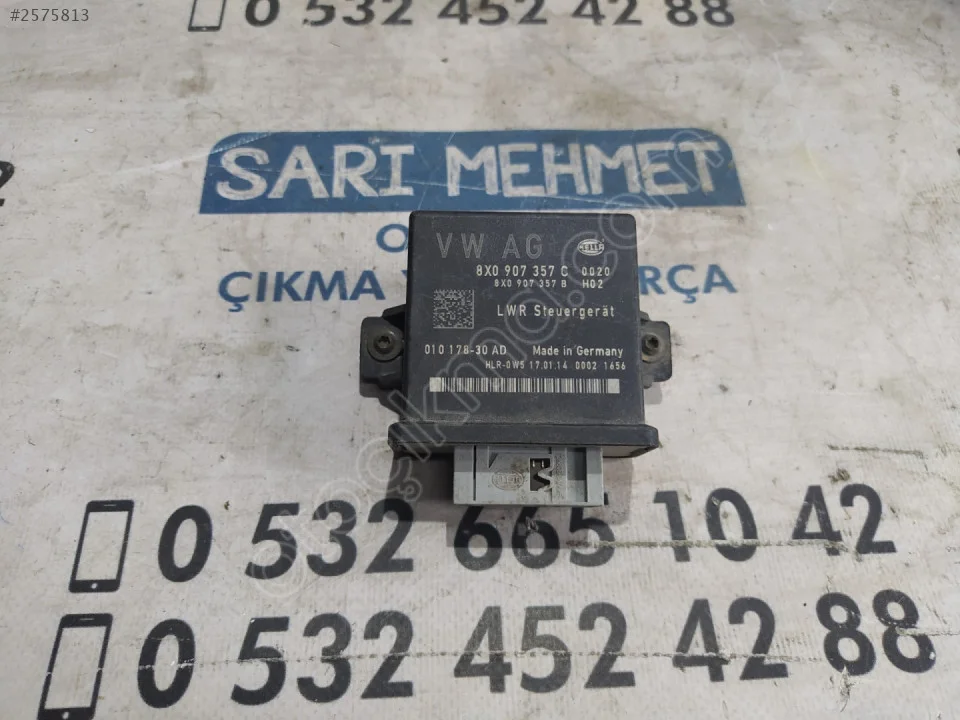 #2575813
0 532 452 42 88
SARI MEHMET
ÇIKMA
VW AG HELLA
8X0 907 357 C 0020
8X0 907 357 B H02
LWR Steuergerät
010 178-30 AD Made in Germany
HLR-0W5 17.01.14 0002 1656
0 532 665 10 42
0 532 452 42 88